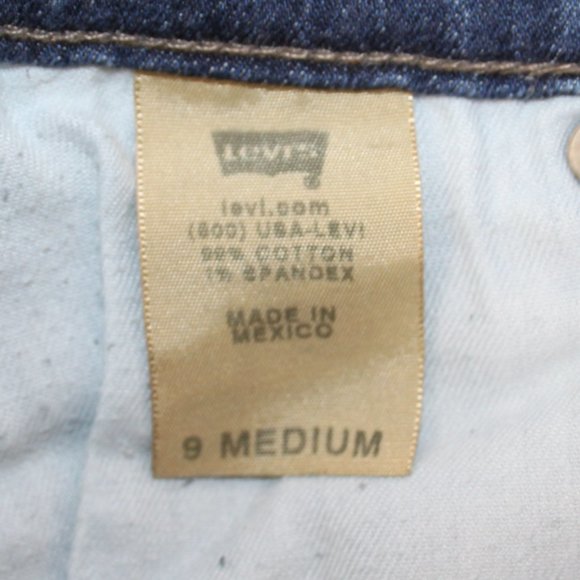 Levi's
levi.com
(800) USA-LEVI
99% COTTON
1% SPANDEX
MADE IN
MEXICO
9 MEDIUM